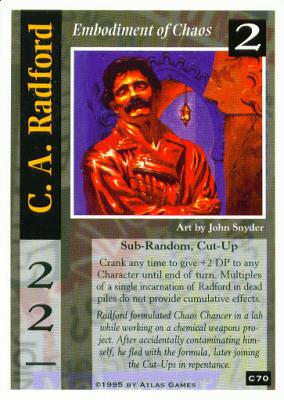 C. A. Radford
Embodiment of Chaos
2
Art by John Snyder
2
2
Sub-Random, Cut-Up
Crank any time to give +2 DP to any
Character until end of turn. Multiples
of a single incarnation of Radford in dead
piles do not provide cumulative effects.
Radford formulated Chaos Chancer in a lab
while working on a chemical weapons pro-
ject. After accidentally contaminating him-
self, he fled with the formula, later joining
the Cut-Ups in repentance.
©1995 by Atlas Games
C70